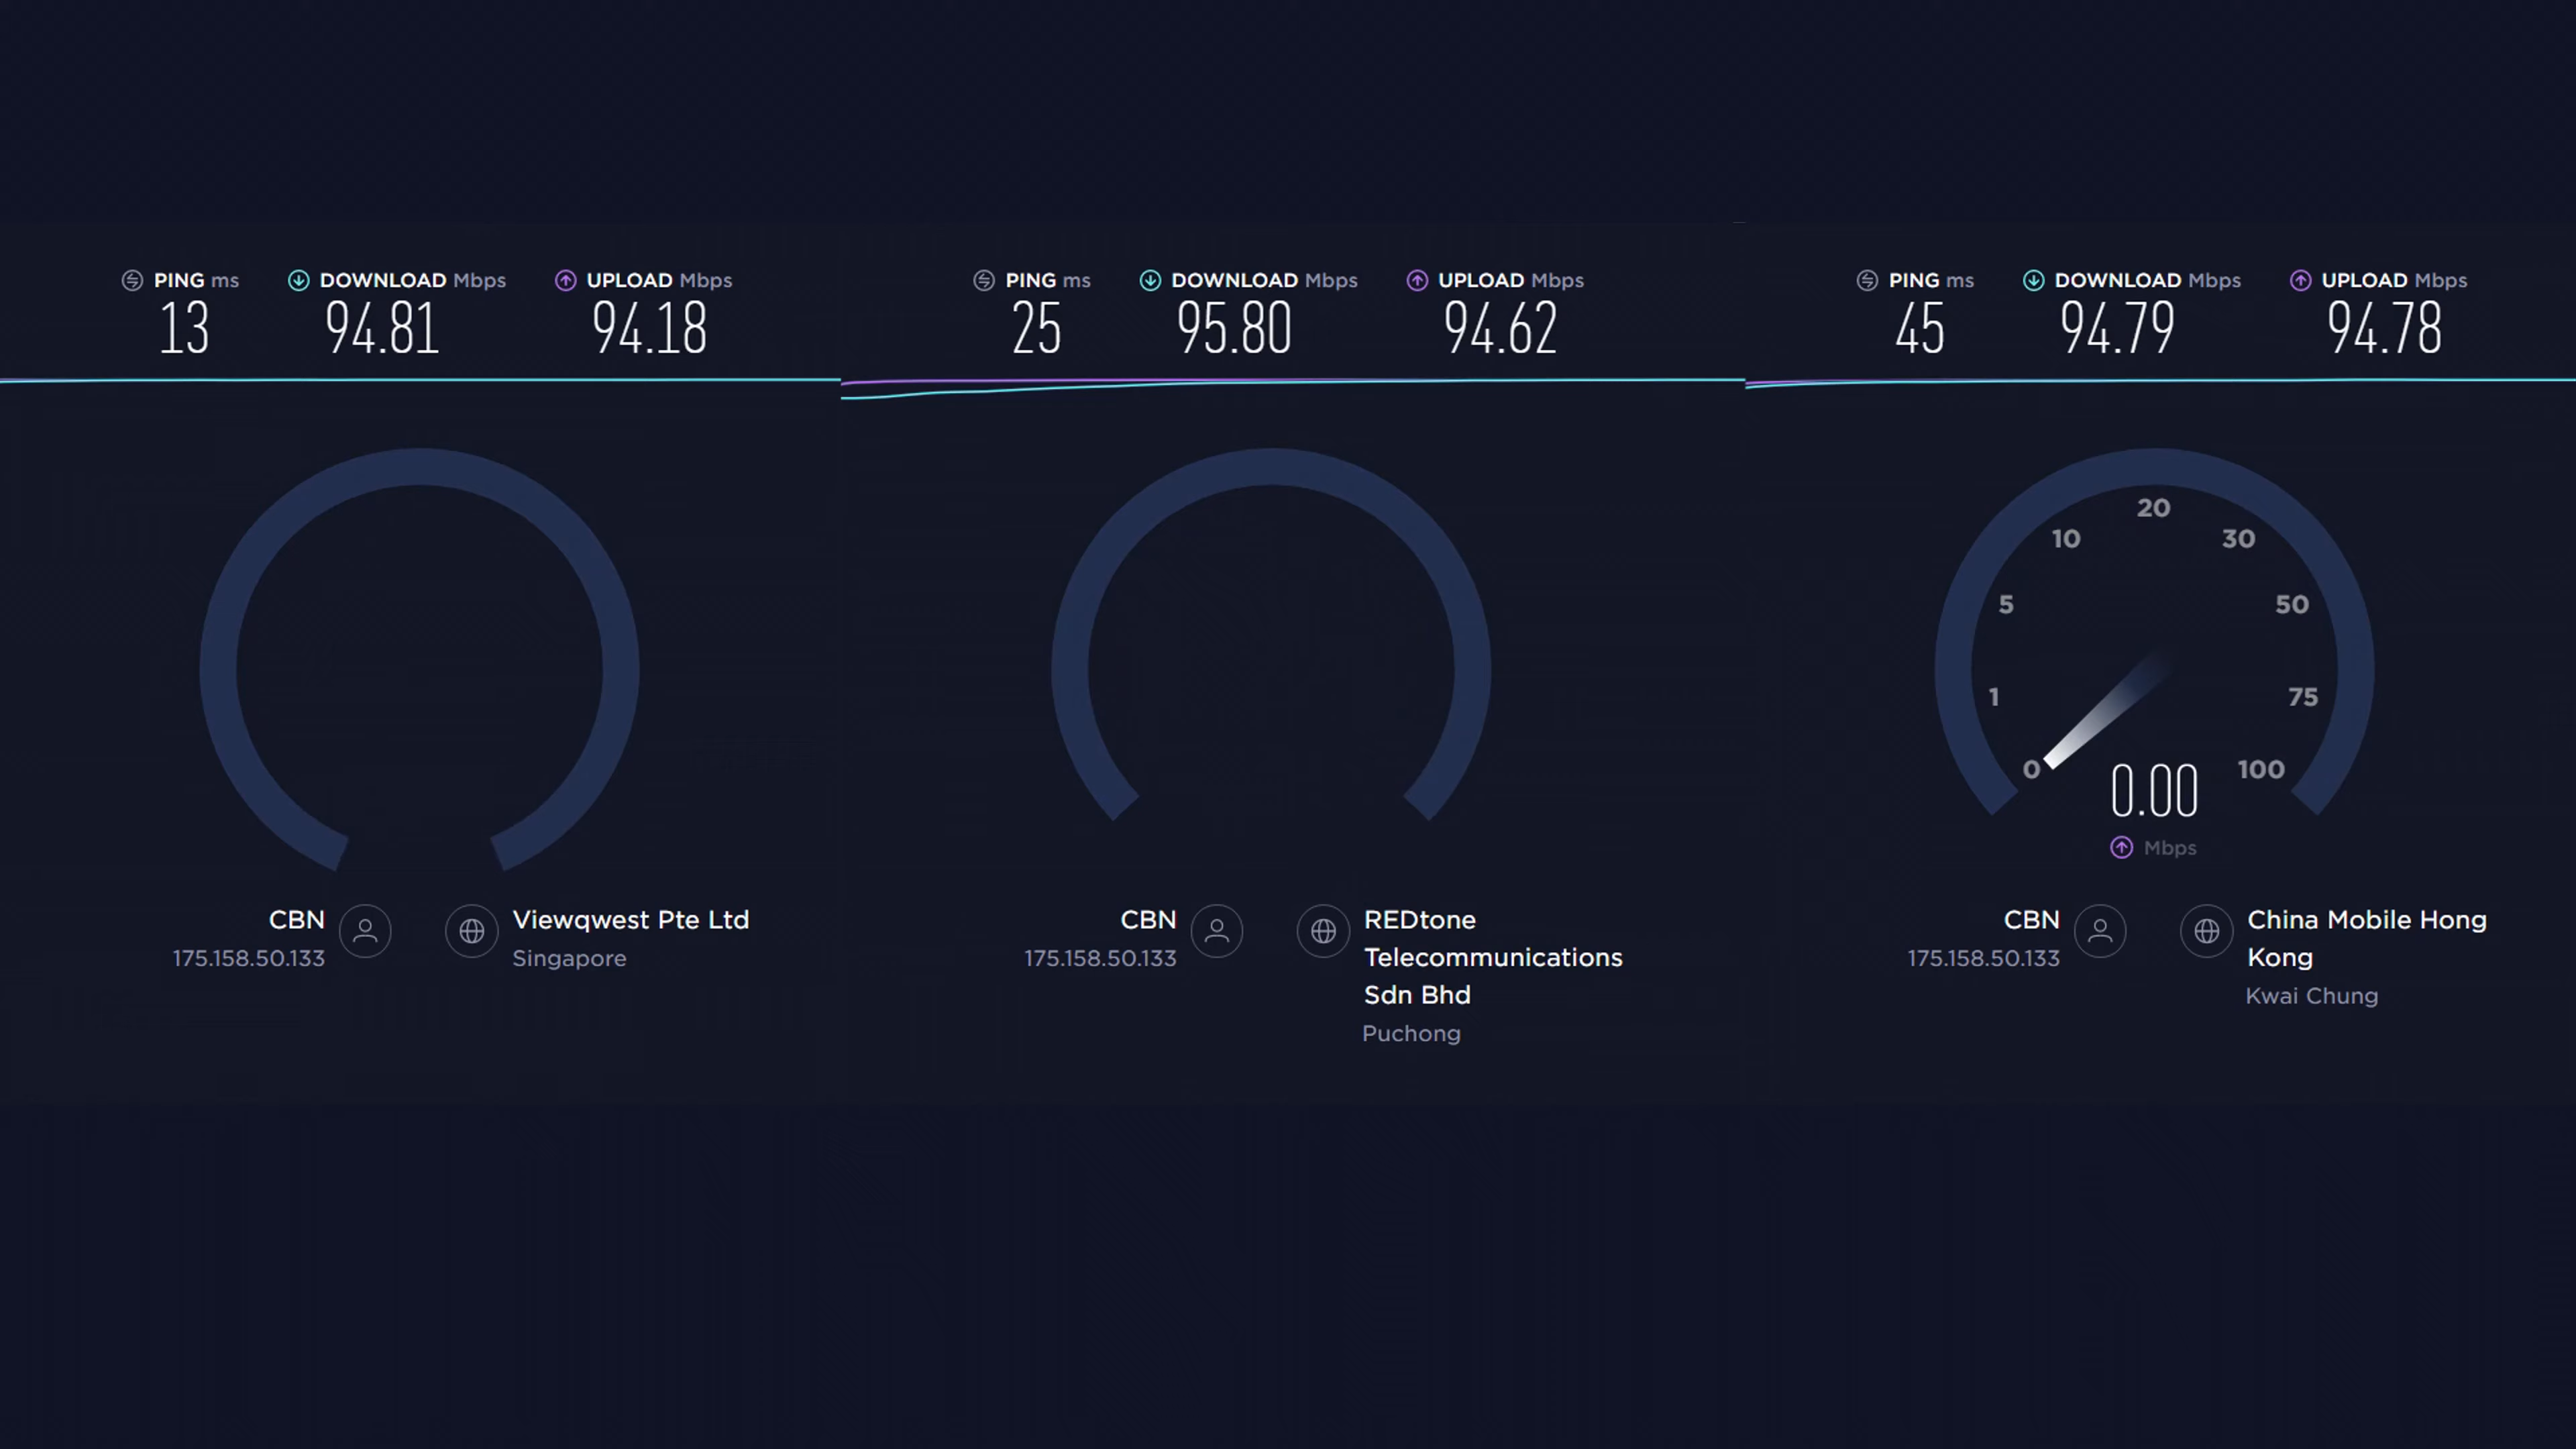 PING ms DOWNLOAD Mbps UPLOAD Mbps
13 94.81 94.18
CBN
175.158.50.133
Viewqwest Pte Ltd
Singapore
PING ms DOWNLOAD Mbps UPLOAD Mbps
25 95.80 94.62
CBN
175.158.50.133
REDtone
Telecommunications
Sdn Bhd
Puchong
PING ms DOWNLOAD Mbps UPLOAD Mbps
45 94.79 94.78
20
10 30
5 50
1 75
0 100
0.00
Mbps
CBN
175.158.50.133
China Mobile Hong
Kong
Kwai Chung